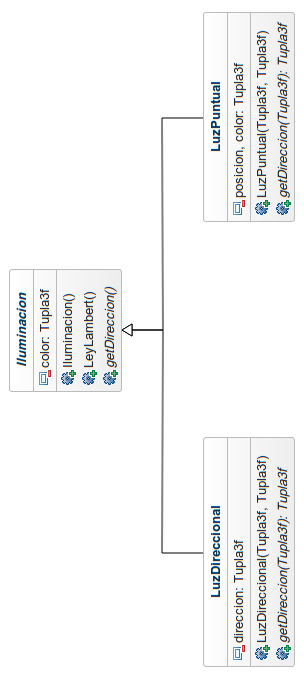 Iluminacion
color: Tupla3f
Iluminacion()
LeyLambert()
getDireccion()
LuzDireccional
direccion: Tupla3f
LuzDireccional(Tupla3f, Tupla3f)
getDireccion(Tupla3f): Tupla3f
LuzPuntual
posicion, color: Tupla3f
LuzPuntual(Tupla3f, Tupla3f)
getDireccion(Tupla3f): Tupla3f